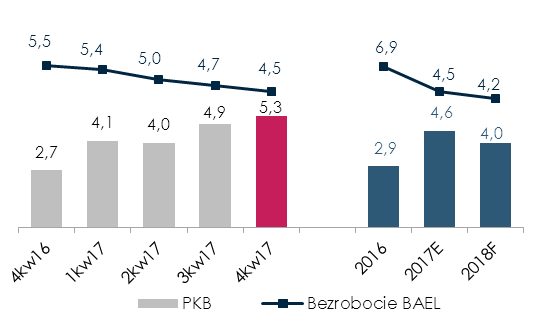 5,5 5,4 5,0 4,7 4,5 6,9 4,5 4,2
2,7 4,1 4,0 4,9 5,3 2,9 4,6 4,0
4kw16 1kw17 2kw17 3kw17 4kw17 2016 2017E 2018F
PKB Bezrobocie BAEL